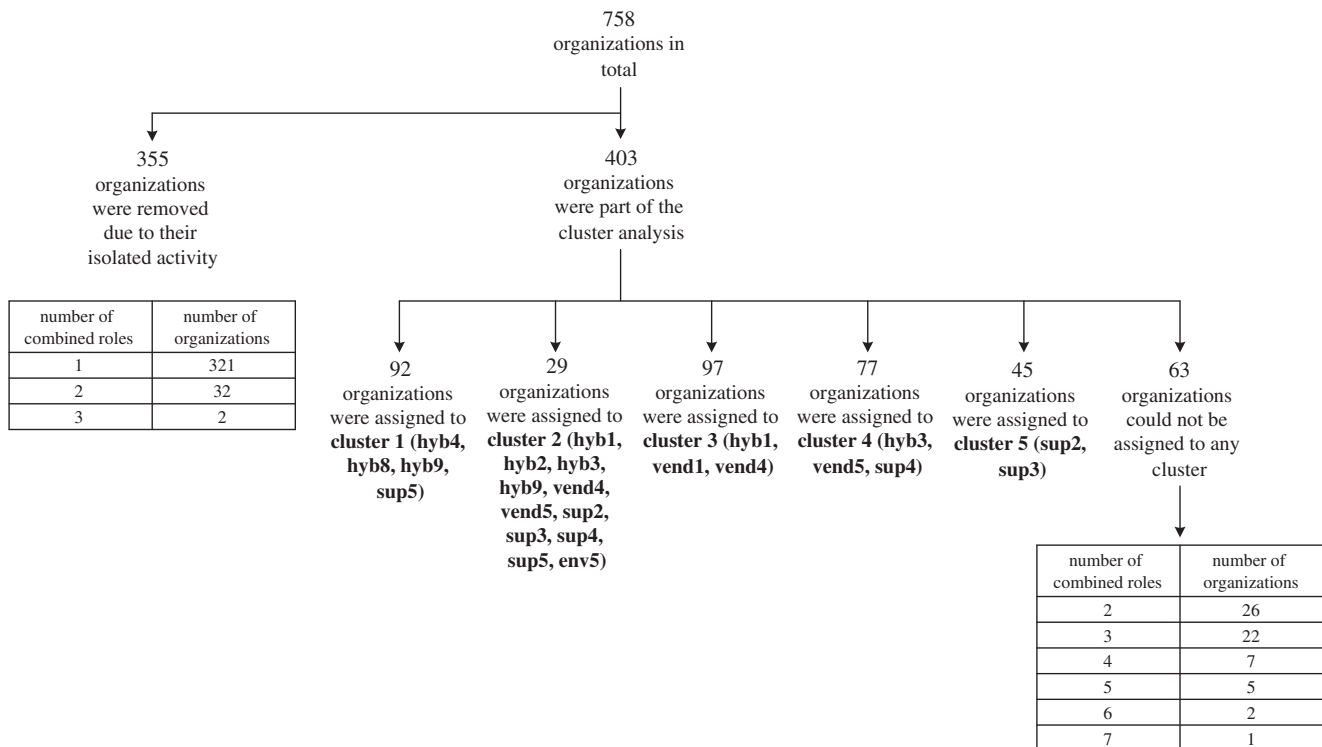 758
organizations in
total
355
organizations
were removed
due to their
isolated activity
403
organizations
were part of the
cluster analysis
number of combined roles | number of organizations
1 321
2 32
3 2
92
organizations
were assigned to
cluster 1 (hyb4,
hyb8, hyb9,
sup5)
29
organizations
were assigned to
cluster 2 (hyb1,
hyb2, hyb3,
hyb9, vend4,
vend5, sup2,
sup3, sup4,
sup5, env5)
97
organizations
were assigned to
cluster 3 (hyb1,
vend1, vend4)
77
organizations
were assigned to
cluster 4 (hyb3,
vend5, sup4)
45
organizations
were assigned to
cluster 5 (sup2,
sup3)
63
organizations
could not be
assigned to any
cluster
number of combined roles | number of organizations
2 26
3 22
4 7
5 5
6 2
7 1